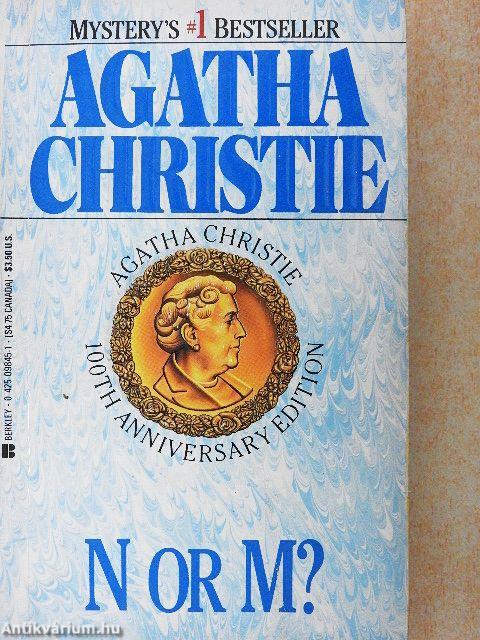 MYSTERY'S #1 BESTSELLER
AGATHA
CHRISTIE
AGATHA CHRISTIE
100TH ANNIVERSARY EDITION
BERKLEY • 0-425-09845-1 • [$4.75 CANADA] • $3.50 U.S.
B
N OR M?
Antikvárium.hu